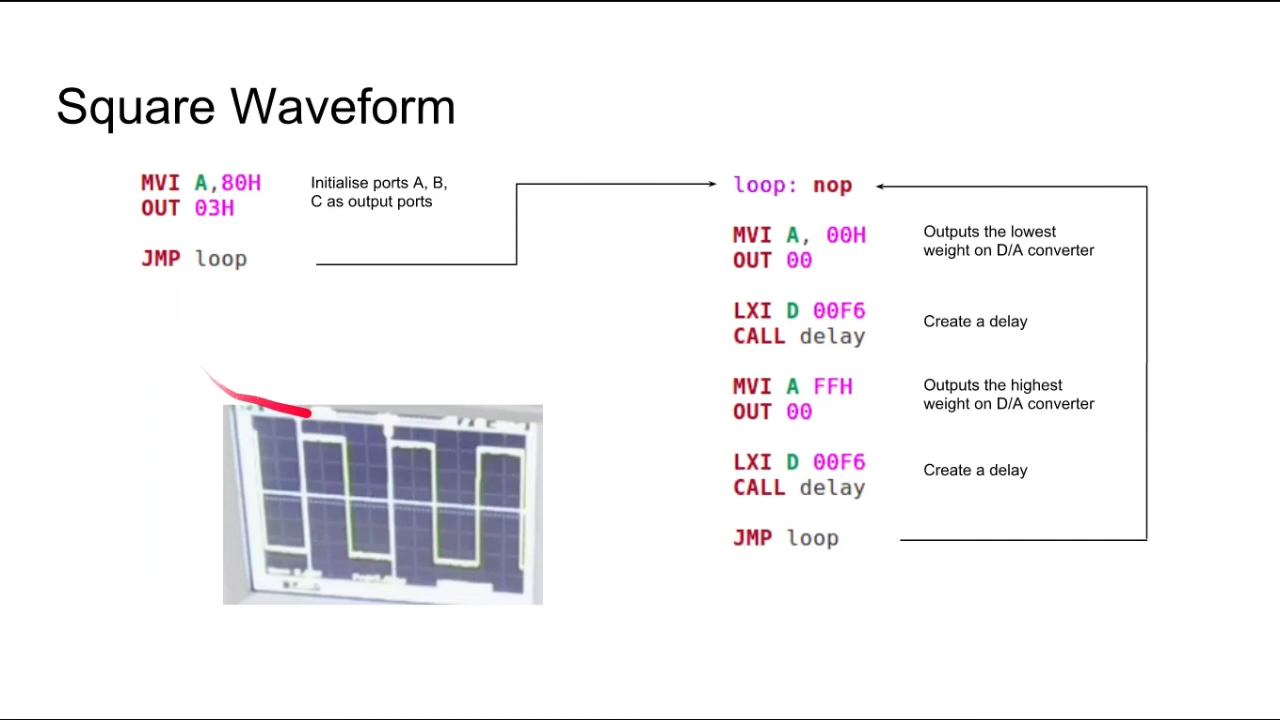 Square Waveform
MVI A,80H
OUT 03H
JMP loop
Initialise ports A, B,
C as output ports
loop: nop
MVI A, 00H
OUT 00
Outputs the lowest
weight on D/A converter
LXI D 00F6
CALL delay
Create a delay
MVI A FFH
OUT 00
Outputs the highest
weight on D/A converter
LXI D 00F6
CALL delay
Create a delay
JMP loop